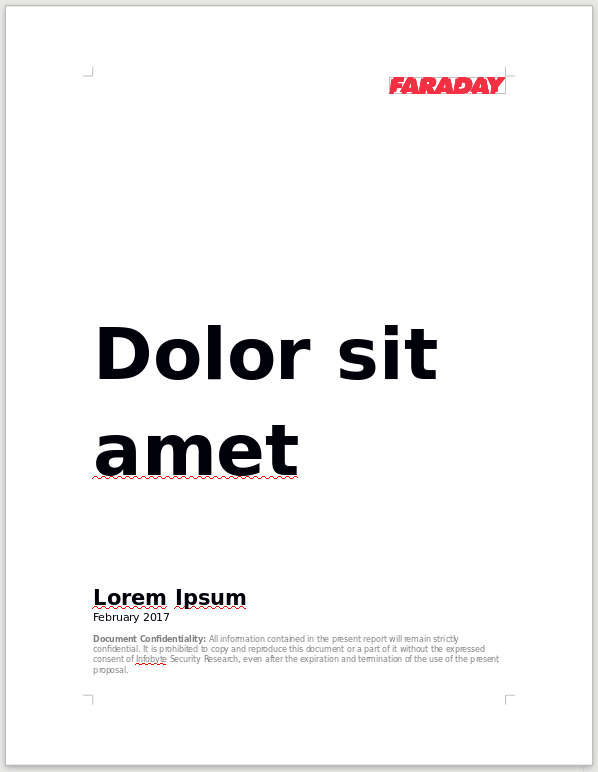 FARADAY
Dolor sit
amet
Lorem Ipsum
February 2017
Document Confidentiality: All information contained in the present report will remain strictly
confidential. It is prohibited to copy and reproduce this document or a part of it without the expressed
consent of Infobyte Security Research, even after the expiration and termination of the use of the present
proposal.